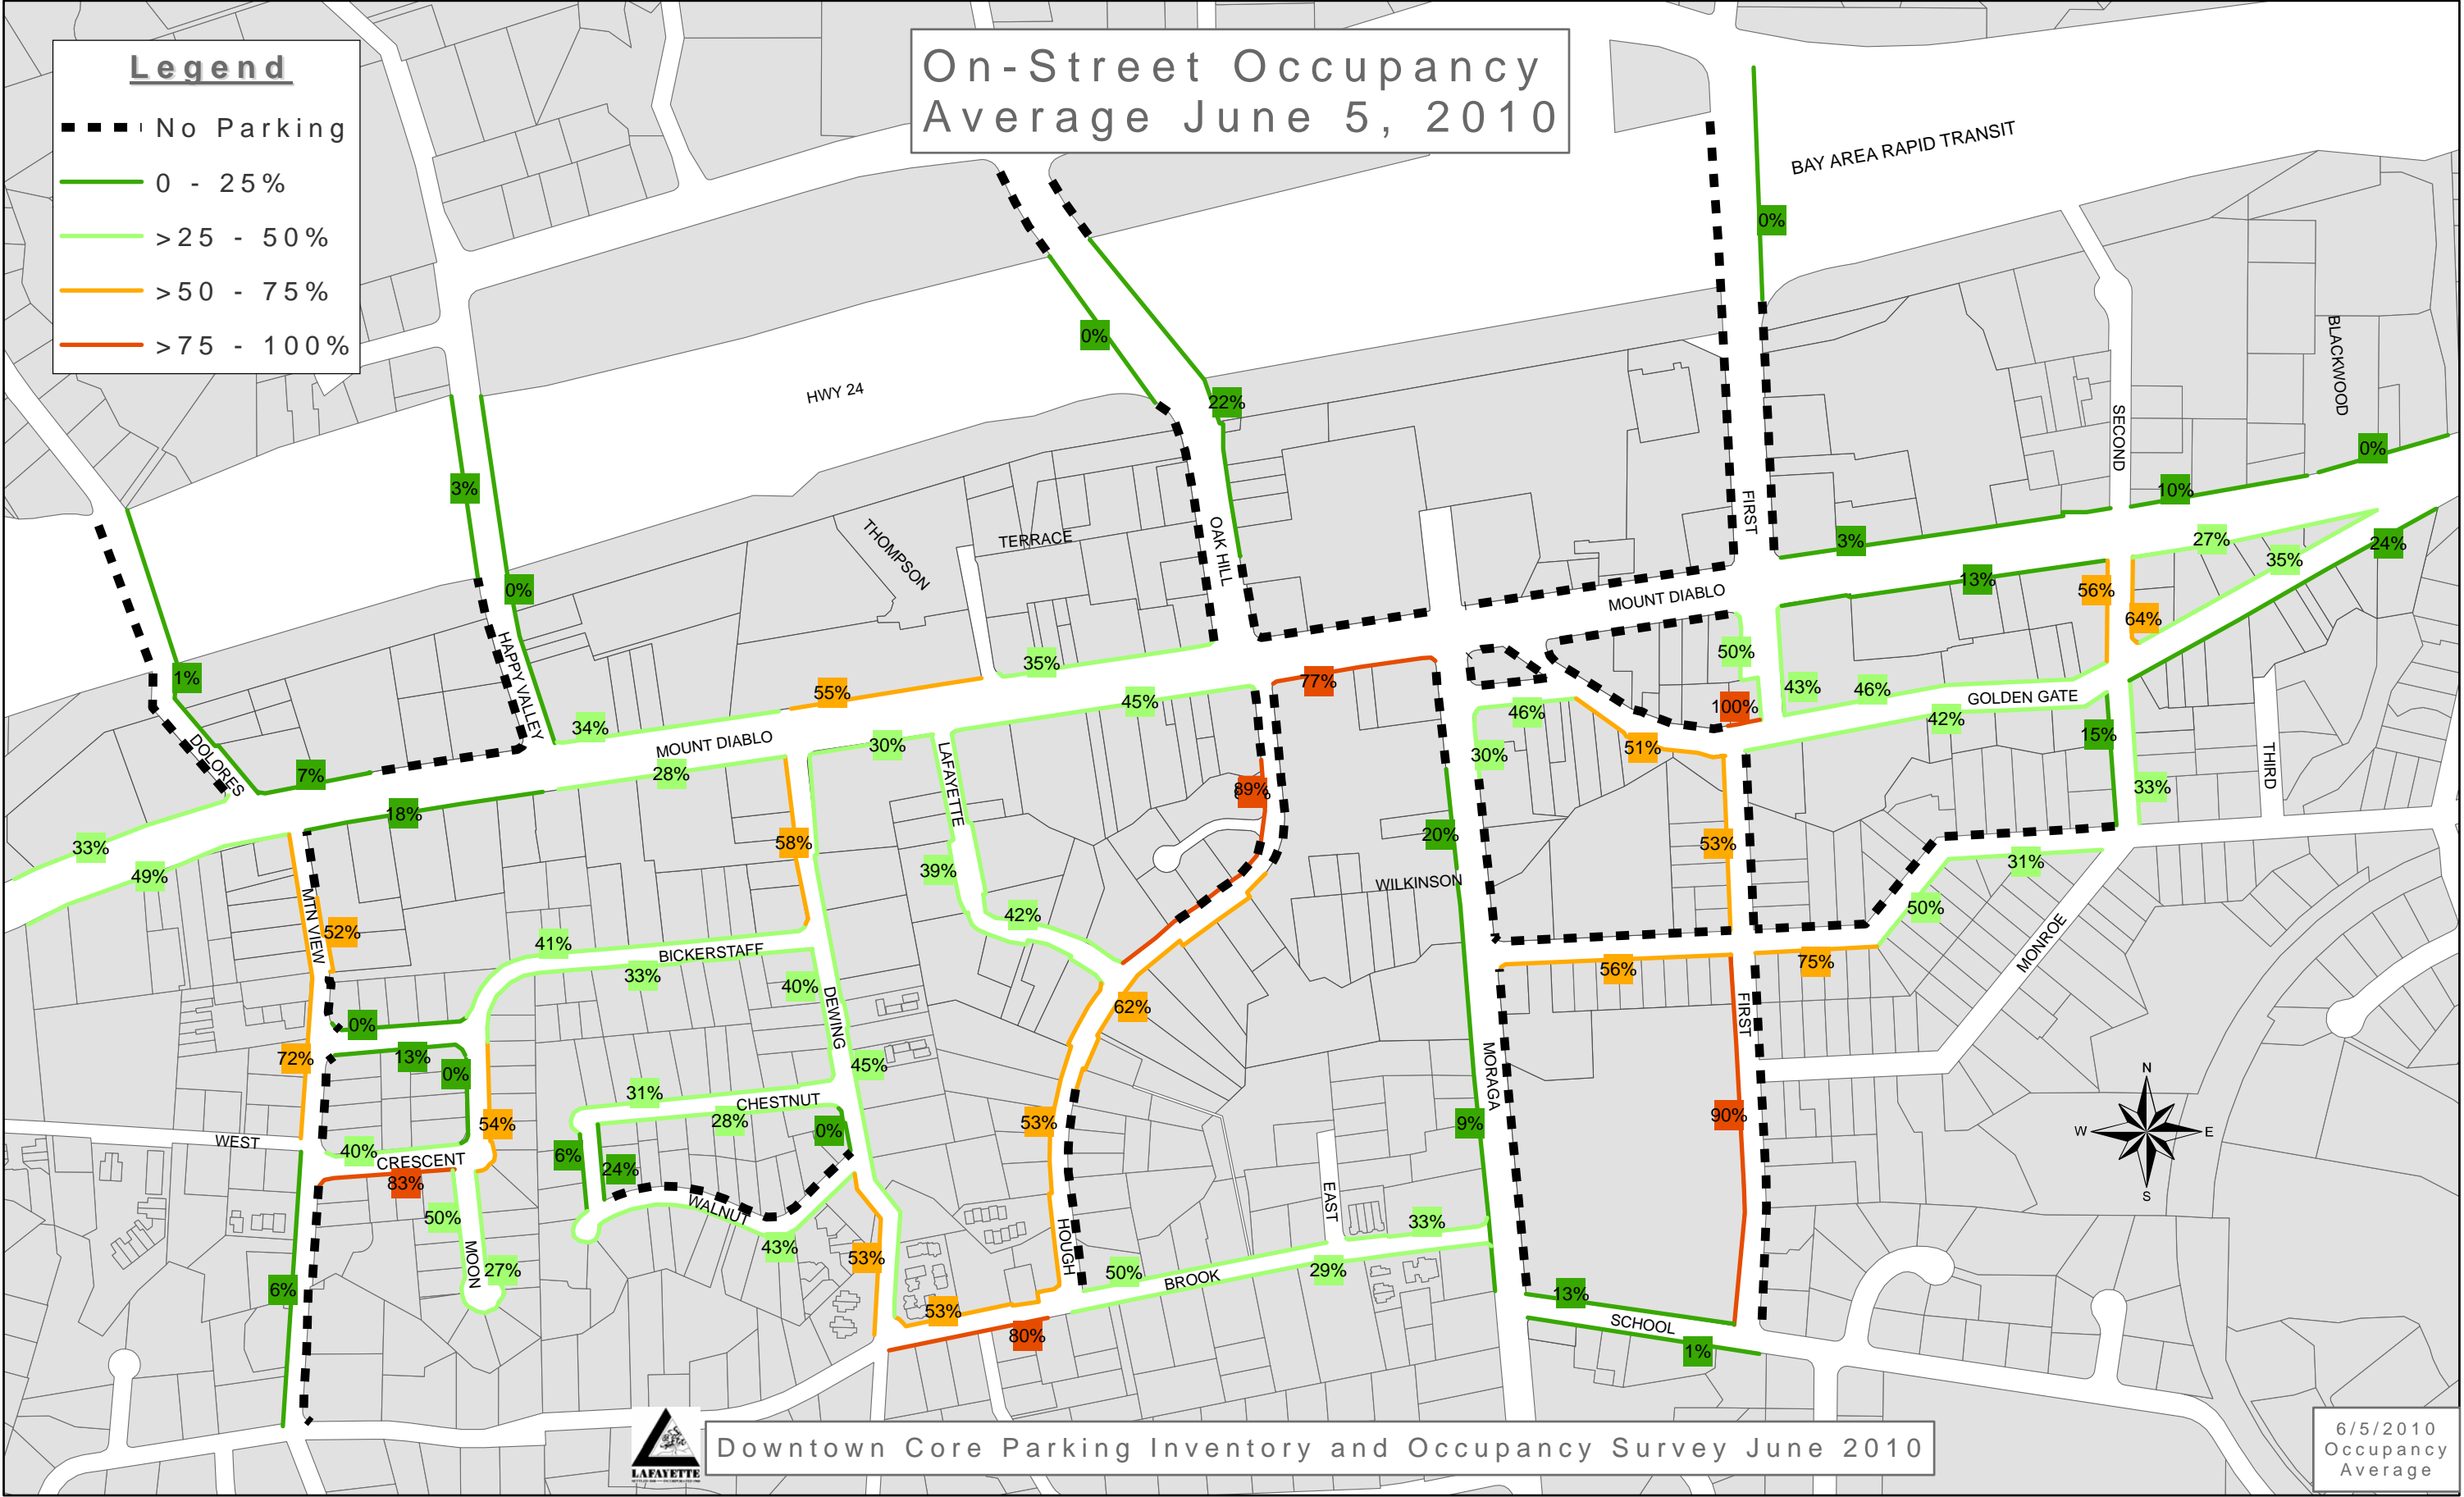 On-Street Occupancy
Average June 5, 2010
Legend
No Parking
0 - 25%
>25 - 50%
>50 - 75%
>75 - 100%
BAY AREA RAPID TRANSIT
0%
0%
22%
HWY 24
BLACKWOOD
SECOND
3%
0%
THOMPSON
TERRACE
OAK HILL
FIRST
0%
10%
3%
27%
24%
35%
13%
56%
64%
MOUNT DIABLO
1%
HAPPY VALLEY
35%
50%
77%
55%
45%
100%
43%
46%
GOLDEN GATE
42%
15%
46%
34%
MOUNT DIABLO
30%
28%
DOLORES
7%
18%
LAFAYETTE
89%
30%
51%
THIRD
33%
33%
49%
58%
39%
20%
53%
WILKINSON
31%
50%
MTN VIEW
52%
42%
41%
BICKERSTAFF
33%
40%
DEWING
62%
56%
75%
MONROE
FIRST
0%
72%
13%
0%
45%
31%
CHESTNUT
28%
0%
MORAGA
54%
53%
9%
90%
N
W
E
S
WEST
40%
CRESCENT
83%
6%
24%
WALNUT
43%
50%
MOON
27%
53%
HOUGH
EAST
33%
50%
BROOK
29%
6%
53%
80%
13%
SCHOOL
1%
LAFAYETTE
Downtown Core Parking Inventory and Occupancy Survey June 2010
6/5/2010
Occupancy
Average